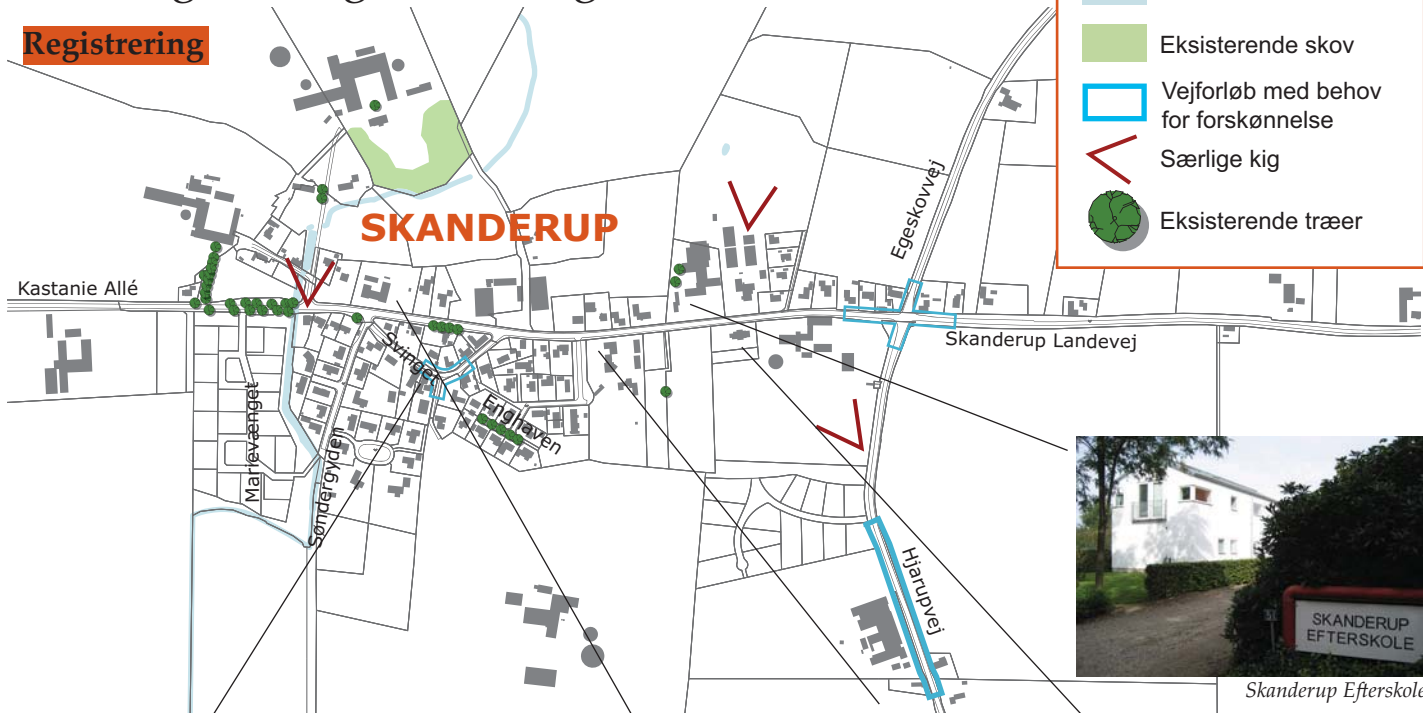 Registrering
Eksisterende skov
Vejforløb med behov
for forskønnelse
Særlige kig
Eksisterende træer
SKANDERUP
Egeskovvej
Kastanie Allé
Skanderup Landevej
Svinget
Enghaven
Marievænget
Søndergyden
Hjarupvej
SKANDERUP
EFTERSKOLE
Skanderup Efterskole